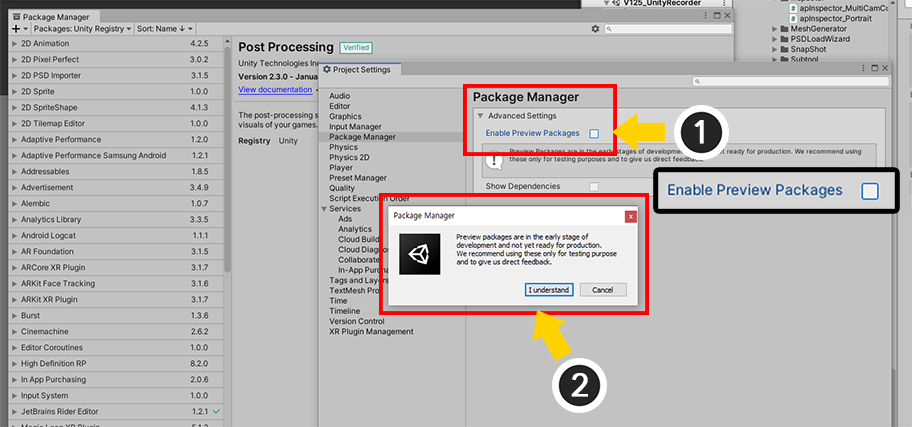 V125_UnityRecorder
apInspector_MultiCamCo
apInspector_Portrait
MeshGenerator
PSDLoadWizard
SnapShot
Subtool
Package Manager
+ Packages: Unity Registry Sort: Name ↓
2D Animation 4.2.5
2D Pixel Perfect 3.0.2
2D PSD Importer 3.1.5
2D Sprite 1.0.0
2D SpriteShape 4.1.3
2D Tilemap Editor 1.0.0
Adaptive Performance 1.2.0
Adaptive Performance Samsung Android 1.2.1
Addressables 1.8.5
Advertisement 3.4.9
Alembic 1.0.7
Analytics Library 3.3.5
Android Logcat 1.1.1
AR Foundation 3.1.5
ARCore XR Plugin 3.1.7
ARKit Face Tracking 3.1.6
ARKit XR Plugin 3.1.7
Burst 1.3.6
Cinemachine 2.6.2
Editor Coroutines 1.0.0
High Definition RP 8.2.0
In App Purchasing 2.0.6
Input System 1.0.0
JetBrains Rider Editor 1.2.1 ✓
Post Processing Verified
Unity Technologies Inc
Version 2.3.0 - Janua
View documentation
The post-processing s
visuals of your games.
Registry Unity
Project Settings
Audio
Editor
Graphics
Input Manager
Package Manager
Physics
Physics 2D
Player
Preset Manager
Quality
Script Execution Order
Services
Ads
Analytics
Cloud Build
Cloud Diagno
Collaborate
In-App Purcha
Tags and Layers
TextMesh Pro
Time
Timeline
Version Control
XR Plugin Management
Package Manager
Advanced Settings
Enable Preview Packages
Preview Packages are in the early stages of development and not yet ready for production. We recommend using
these only for testing purposes and to give us direct feedback.
Show Dependencies
1
Enable Preview Packages
Package Manager
x
Preview packages are in the early stage of
development and not yet ready for production.
We recommend using these only for testing purpose
and to give us direct feedback.
I understand Cancel
2